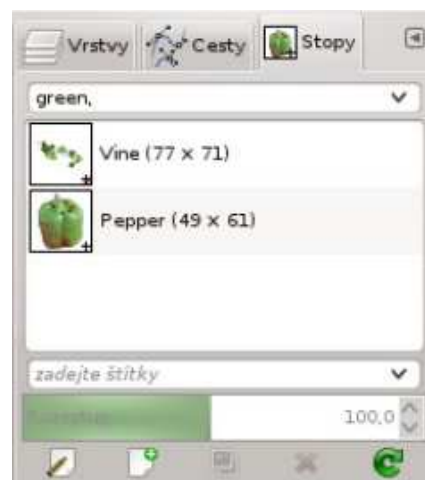 Vrstvy Cesty Stopy
green,
Vine (77 × 71)
Pepper (49 × 61)
zadejte štítky
100,0